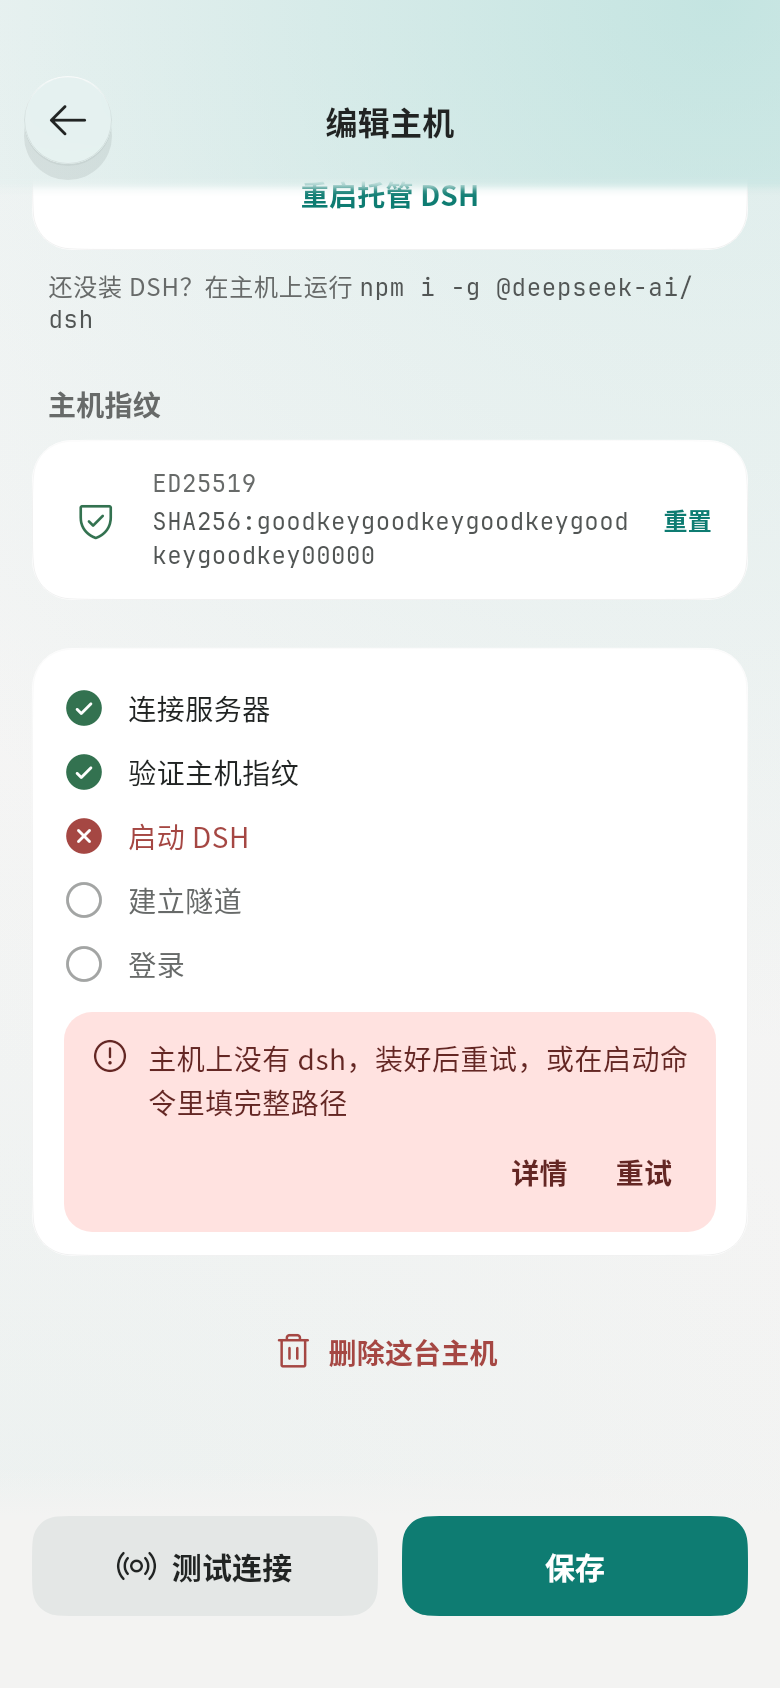 编辑主机
重启托管 DSH
还没装 DSH？在主机上运行 npm i -g @deepseek-ai/
dsh
主机指纹
ED25519
SHA256:goodkeygoodkeygoodkeygood
keygoodkey00000
重置
连接服务器
验证主机指纹
启动 DSH
建立隧道
登录
主机上没有 dsh，装好后重试，或在启动命
令里填完整路径
详情 重试
删除这台主机
测试连接 保存